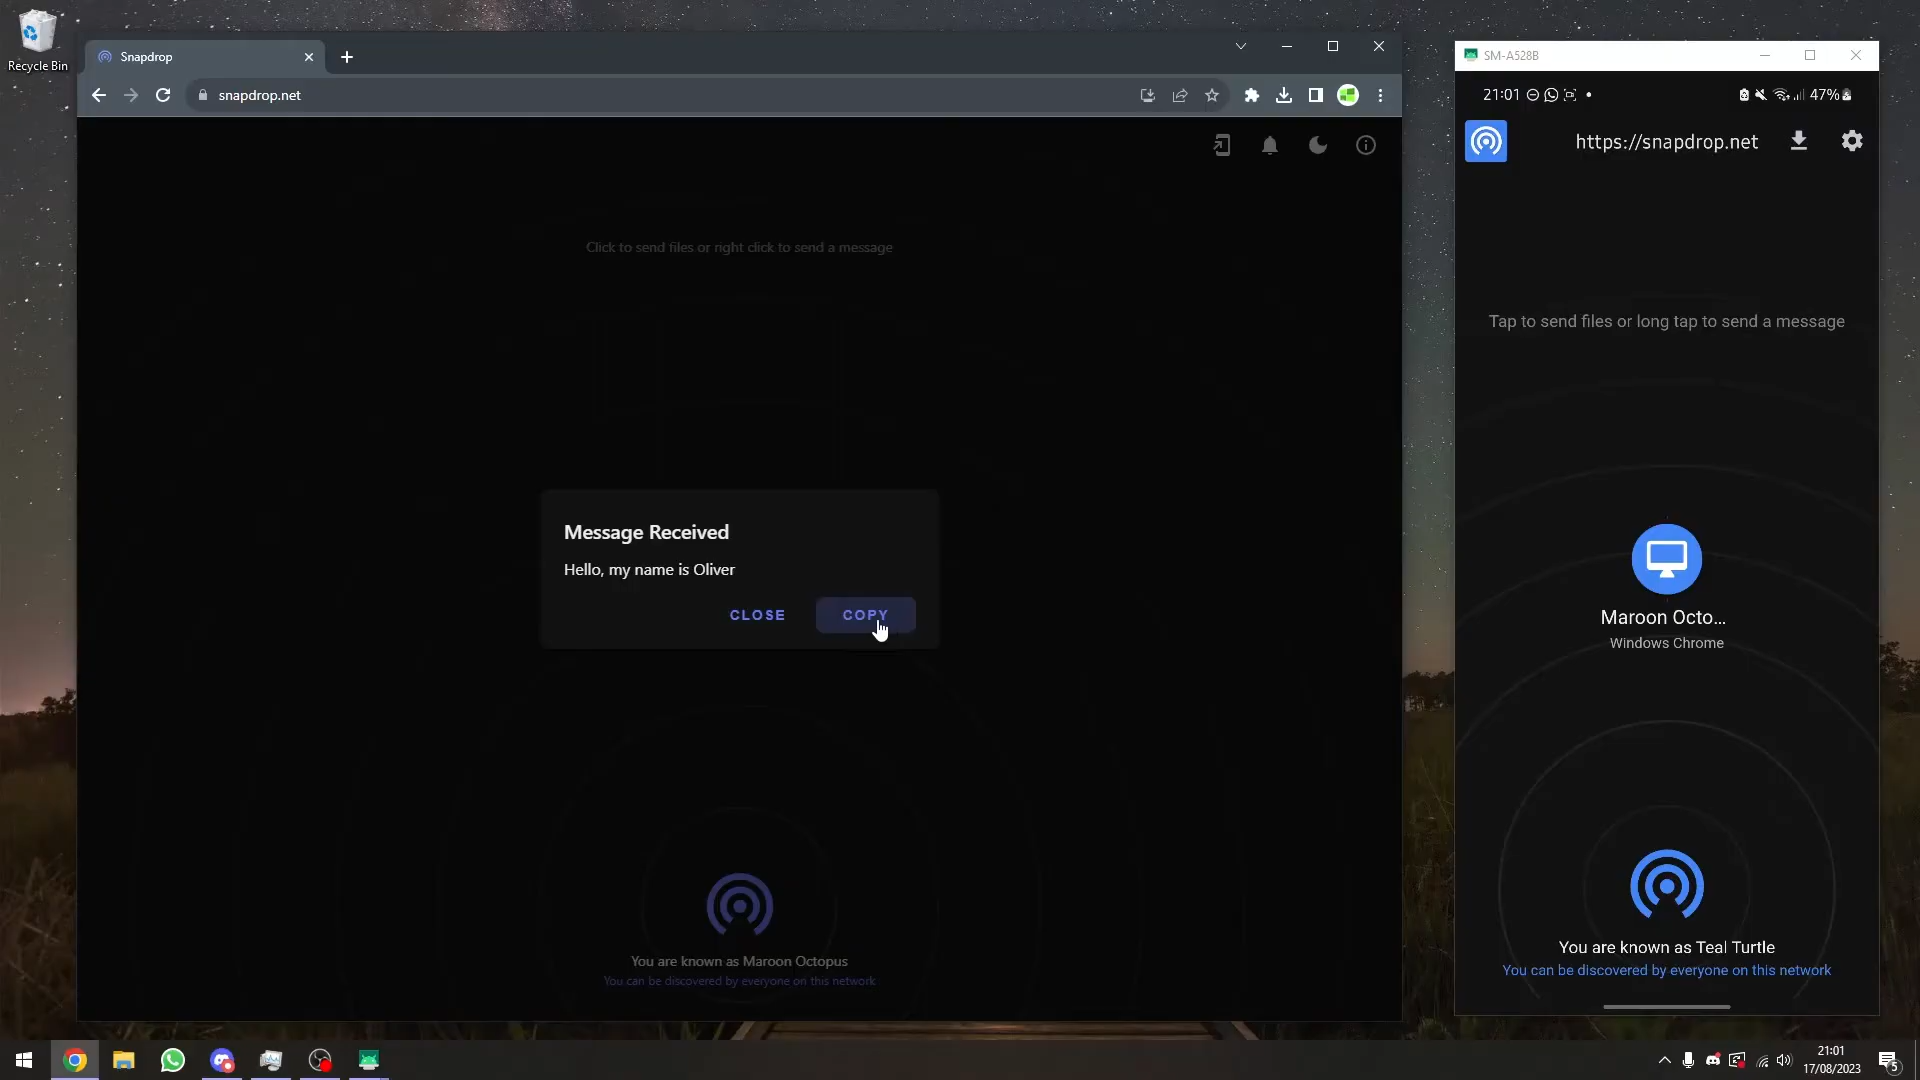 Recycle Bin
Snapdrop
snapdrop.net
Click to send files or right click to send a message
Message Received
Hello, my name is Oliver
CLOSE
COPY
You are known as Maroon Octopus
You can be discovered by everyone on this network
SM-A528B
21:01
47%
https://snapdrop.net
Tap to send files or long tap to send a message
Maroon Octo...
Windows Chrome
You are known as Teal Turtle
You can be discovered by everyone on this network
21:01
17/08/2023
5